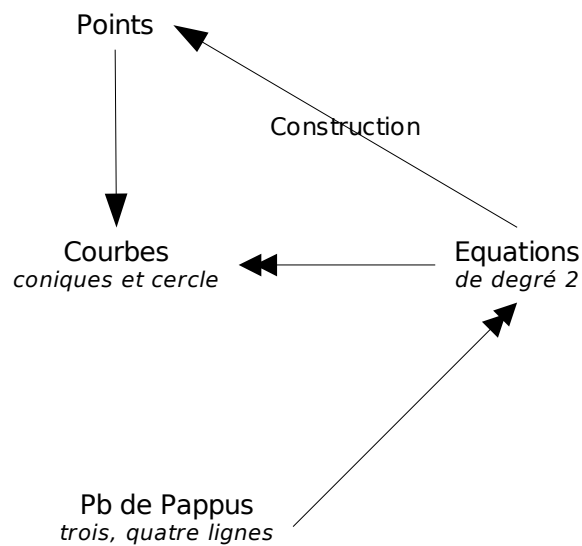 Points
Construction
Courbes
coniques et cercle
Equations
de degré 2
Pb de Pappus
trois, quatre lignes